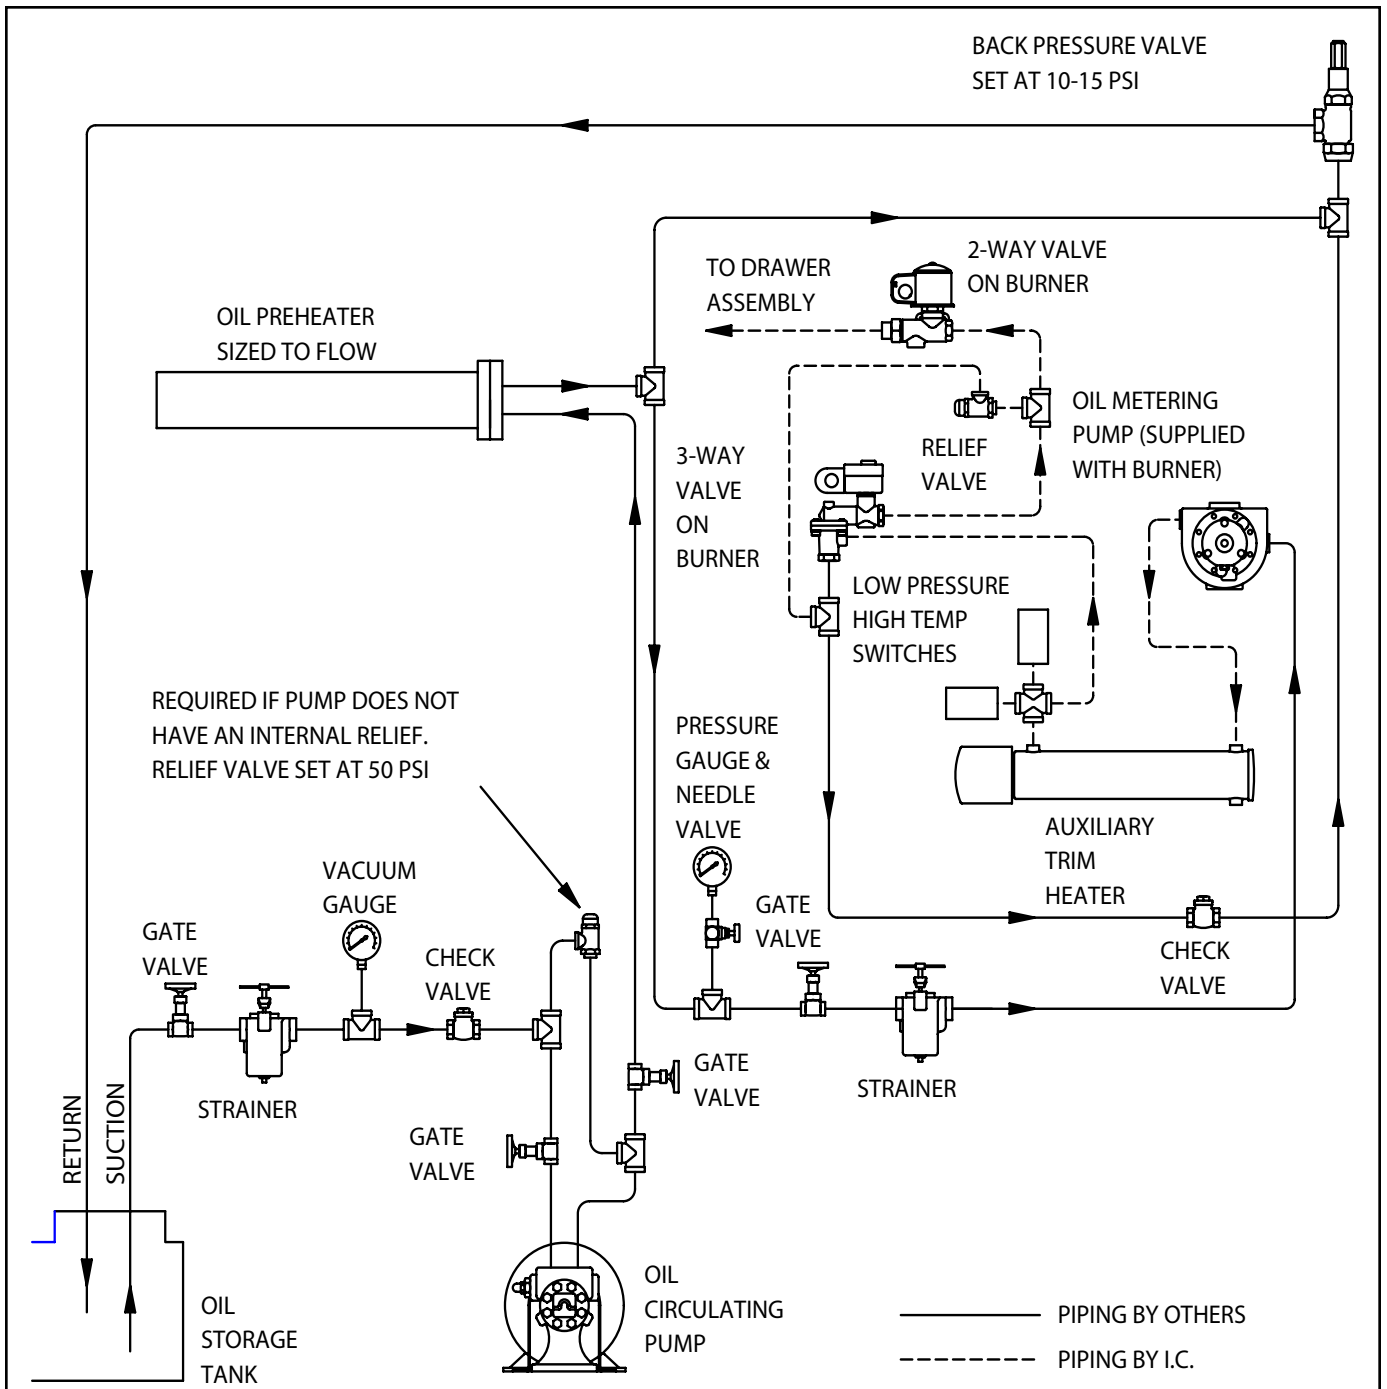 BACK PRESSURE VALVE
SET AT 10-15 PSI
2-WAY VALVE
ON BURNER
TO DRAWER
ASSEMBLY
OIL PREHEATER
SIZED TO FLOW
OIL METERING
PUMP (SUPPLIED
WITH BURNER)
RELIEF
VALVE
3-WAY
VALVE
ON
BURNER
LOW PRESSURE
HIGH TEMP
SWITCHES
REQUIRED IF PUMP DOES NOT
HAVE AN INTERNAL RELIEF.
RELIEF VALVE SET AT 50 PSI
PRESSURE
GAUGE &
NEEDLE
VALVE
AUXILIARY
TRIM
HEATER
VACUUM
GAUGE
GATE
VALVE
GATE
VALVE
CHECK
VALVE
CHECK
VALVE
STRAINER
GATE
VALVE
STRAINER
GATE
VALVE
RETURN
SUCTION
OIL
STORAGE
TANK
OIL
CIRCULATING
PUMP
PIPING BY OTHERS
PIPING BY I.C.